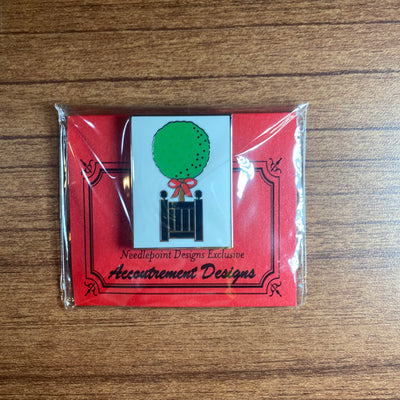 Needlepoint Designs Exclusive
Accoutrement Designs